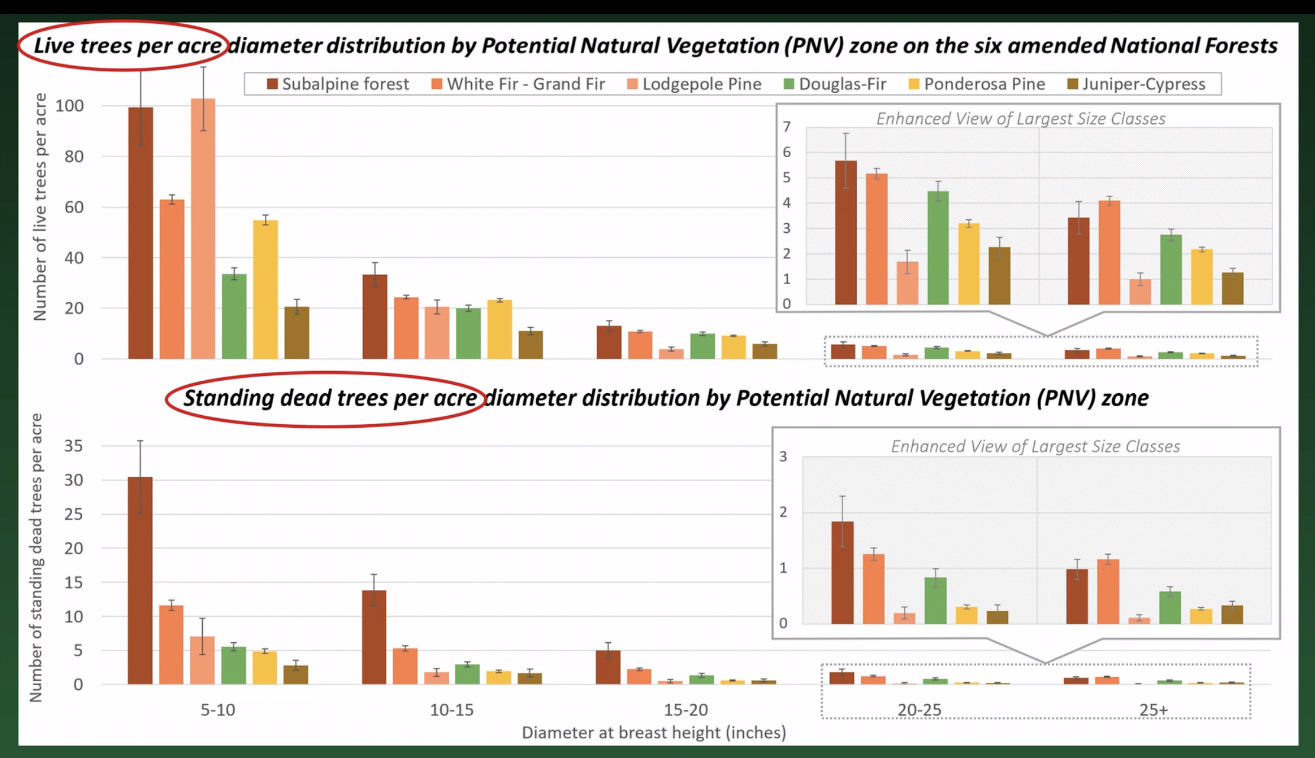 Live trees per acre diameter distribution by Potential Natural Vegetation (PNV) zone on the six amended National Forests
Subalpine forest White Fir - Grand Fir Lodgepole Pine Douglas-Fir Ponderosa Pine Juniper-Cypress
Number of live trees per acre
100
80
60
40
20
0
Enhanced View of Largest Size Classes
7
6
5
4
3
2
1
0
Standing dead trees per acre diameter distribution by Potential Natural Vegetation (PNV) zone
Number of standing dead trees per acre
35
30
25
20
15
10
5
0
Enhanced View of Largest Size Classes
3
2
1
0
5-10 10-15 15-20 20-25 25+
Diameter at breast height (inches)